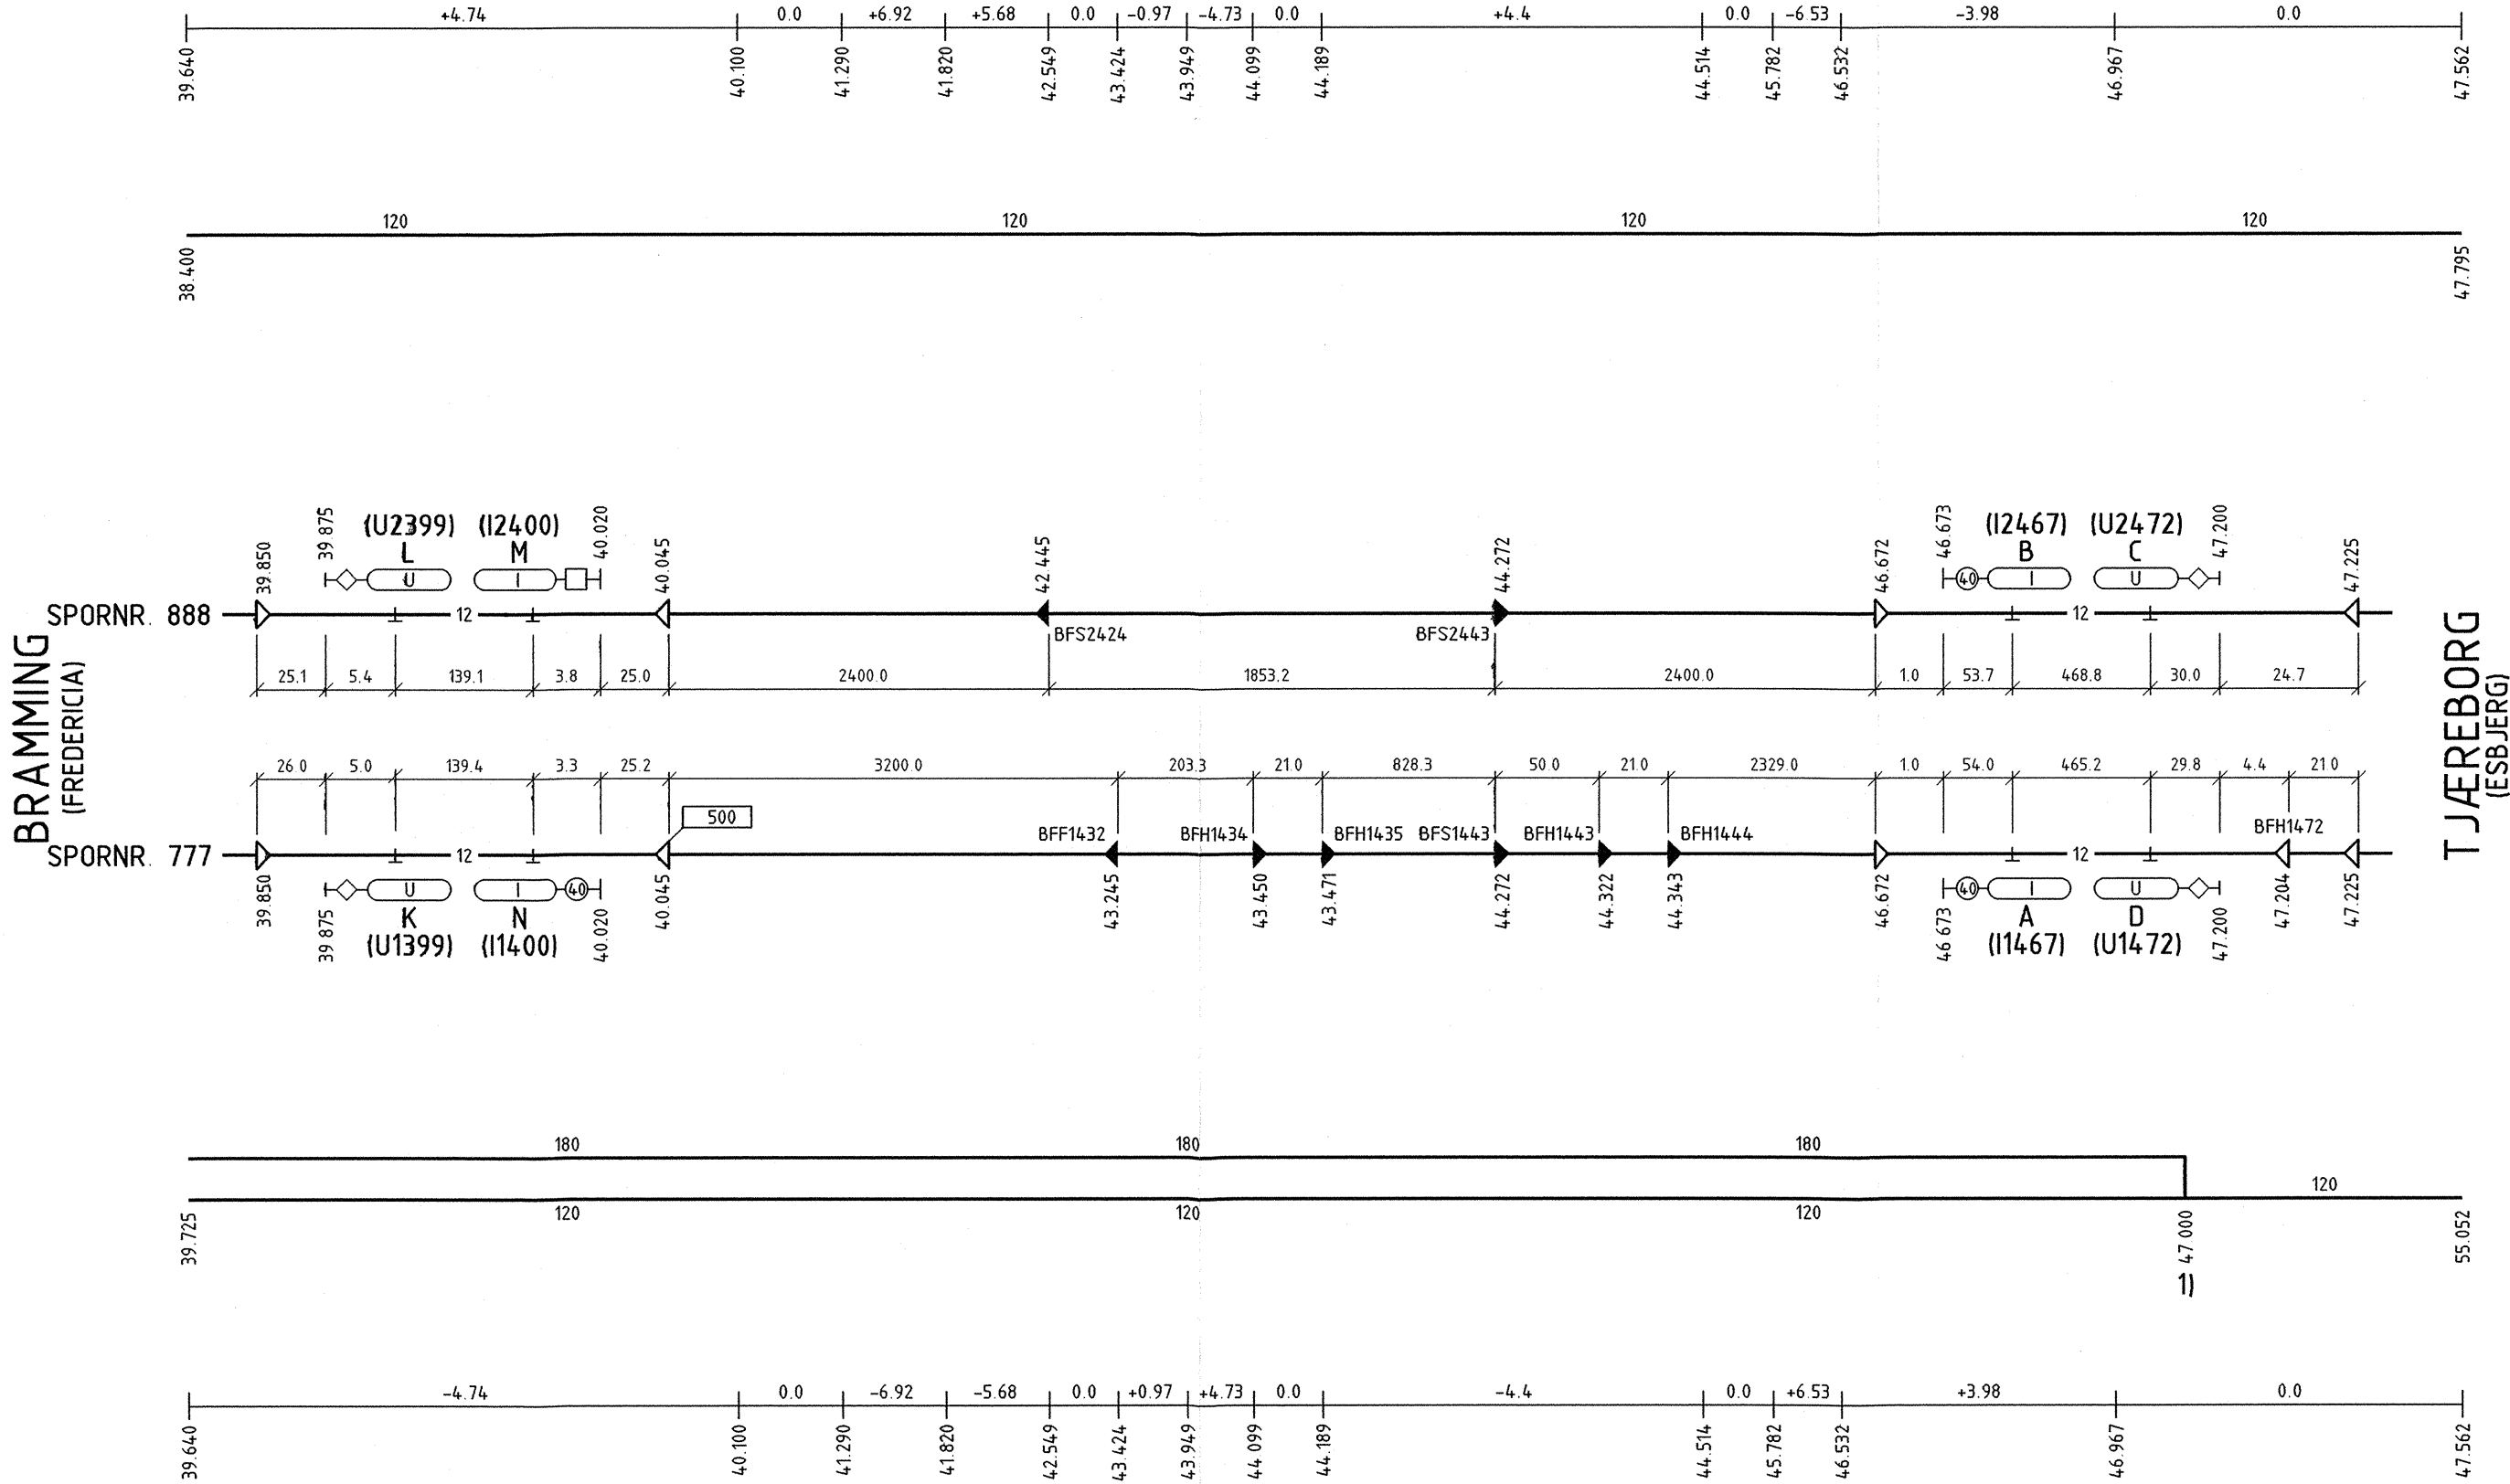 +4.74 0.0 +6.92 +5.68 0.0 -0.97 -4.73 0.0 +4.4 0.0 -6 53 -3.98 0.0
39.640 40.100 41.290 41.820 42.549 43.424 43.949 44.099 44.189 44.514 45.782 46.532 46.967 47.562
120 120 120 120
38.400 47.795
39.850 39.875 (U2399) (I2400) 40.020 40.045 42.445 44.272 46.672 46.673 (I2467) (U2472) 47.200 47.225
L M B C
U I 40 I U
SPORNR. 888 12 12
BFS2424 BFS2443
25.1 5.4 139.1 3.8 25.0 2400.0 1853.2 2400.0 1.0 53.7 468.8 30.0 24.7
BRAMMING
(FREDERICIA)
TJÆREBORG
(ESBJERG)
26.0 5.0 139.4 3.3 25.2 3200.0 203.3 21.0 828.3 50.0 21.0 2329.0 1.0 54.0 465.2 29.8 4.4 21.0
500
BFF1432 BFH1434 BFH1435 BFS1443 BFH1443 BFH1444 BFH1472
SPORNR. 777 12 12
U I 40 40 I U
39.850 39 875 K N 40.020 40.045 43.245 43.450 43.471 44.272 44.322 44.343 46.672 46 673 A D 47.200 47.204 47.225
(U1399) (I1400) (I1467) (U1472)
180 180 180
120
120 120 120
39.725 47 000 55.052
1)
-4.74 0.0 -6.92 -5.68 0.0 +0.97 +4.73 0.0 -4.4 0.0 +6.53 +3.98 0.0
39.640 40.100 41.290 41.820 42.549 43.424 43.949 44 099 44.189 44.514 45.782 46.532 46.967 47.562